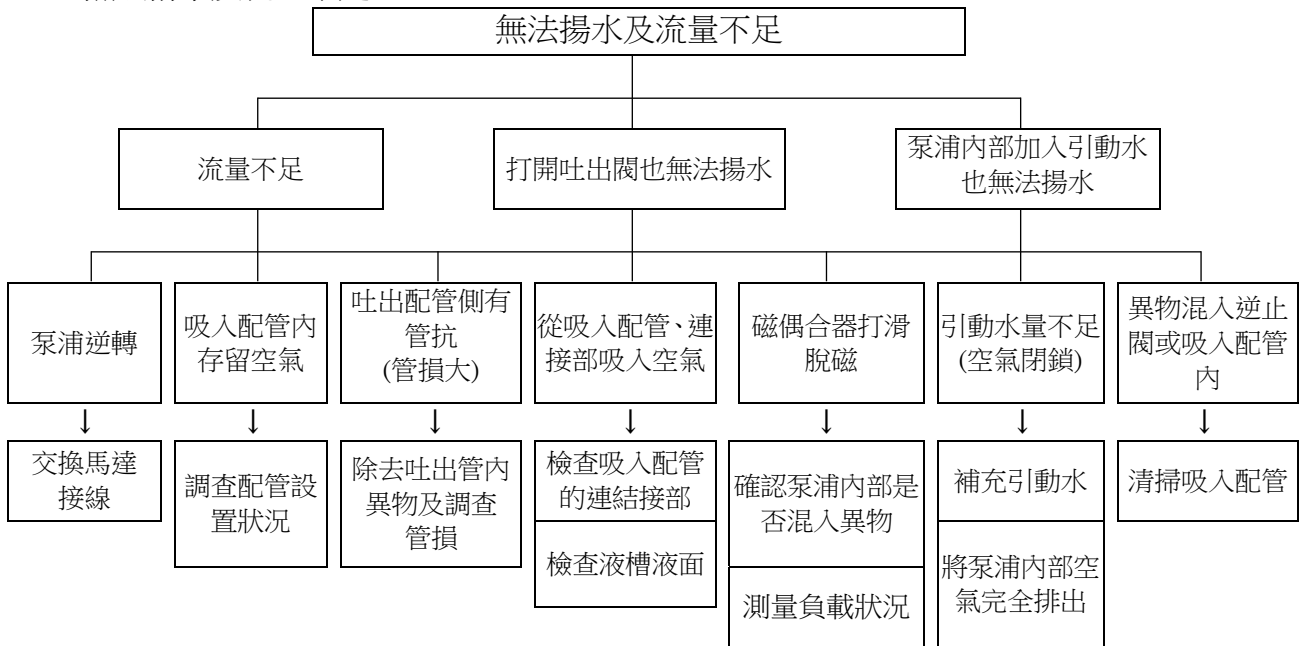 無法揚水及流量不足
流量不足
打開吐出閥也無法揚水
泵浦內部加入引動水
也無法揚水
泵浦逆轉
吸入配管內
存留空氣
吐出配管側有
管抗
(管損大)
從吸入配管、連
接部吸入空氣
磁偶合器打滑
脫磁
引動水量不足
(空氣閉鎖)
異物混入逆止
閥或吸入配管
內
↓ ↓ ↓ ↓ ↓ ↓ ↓
交換馬達
接線
調查配管設
置狀況
除去吐出管內
異物及調查
管損
檢查吸入配管
的連結接部
檢查液槽液面
確認泵浦內部是
否混入異物
測量負載狀況
補充引動水
將泵浦內部空
氣完全排出
清掃吸入配管